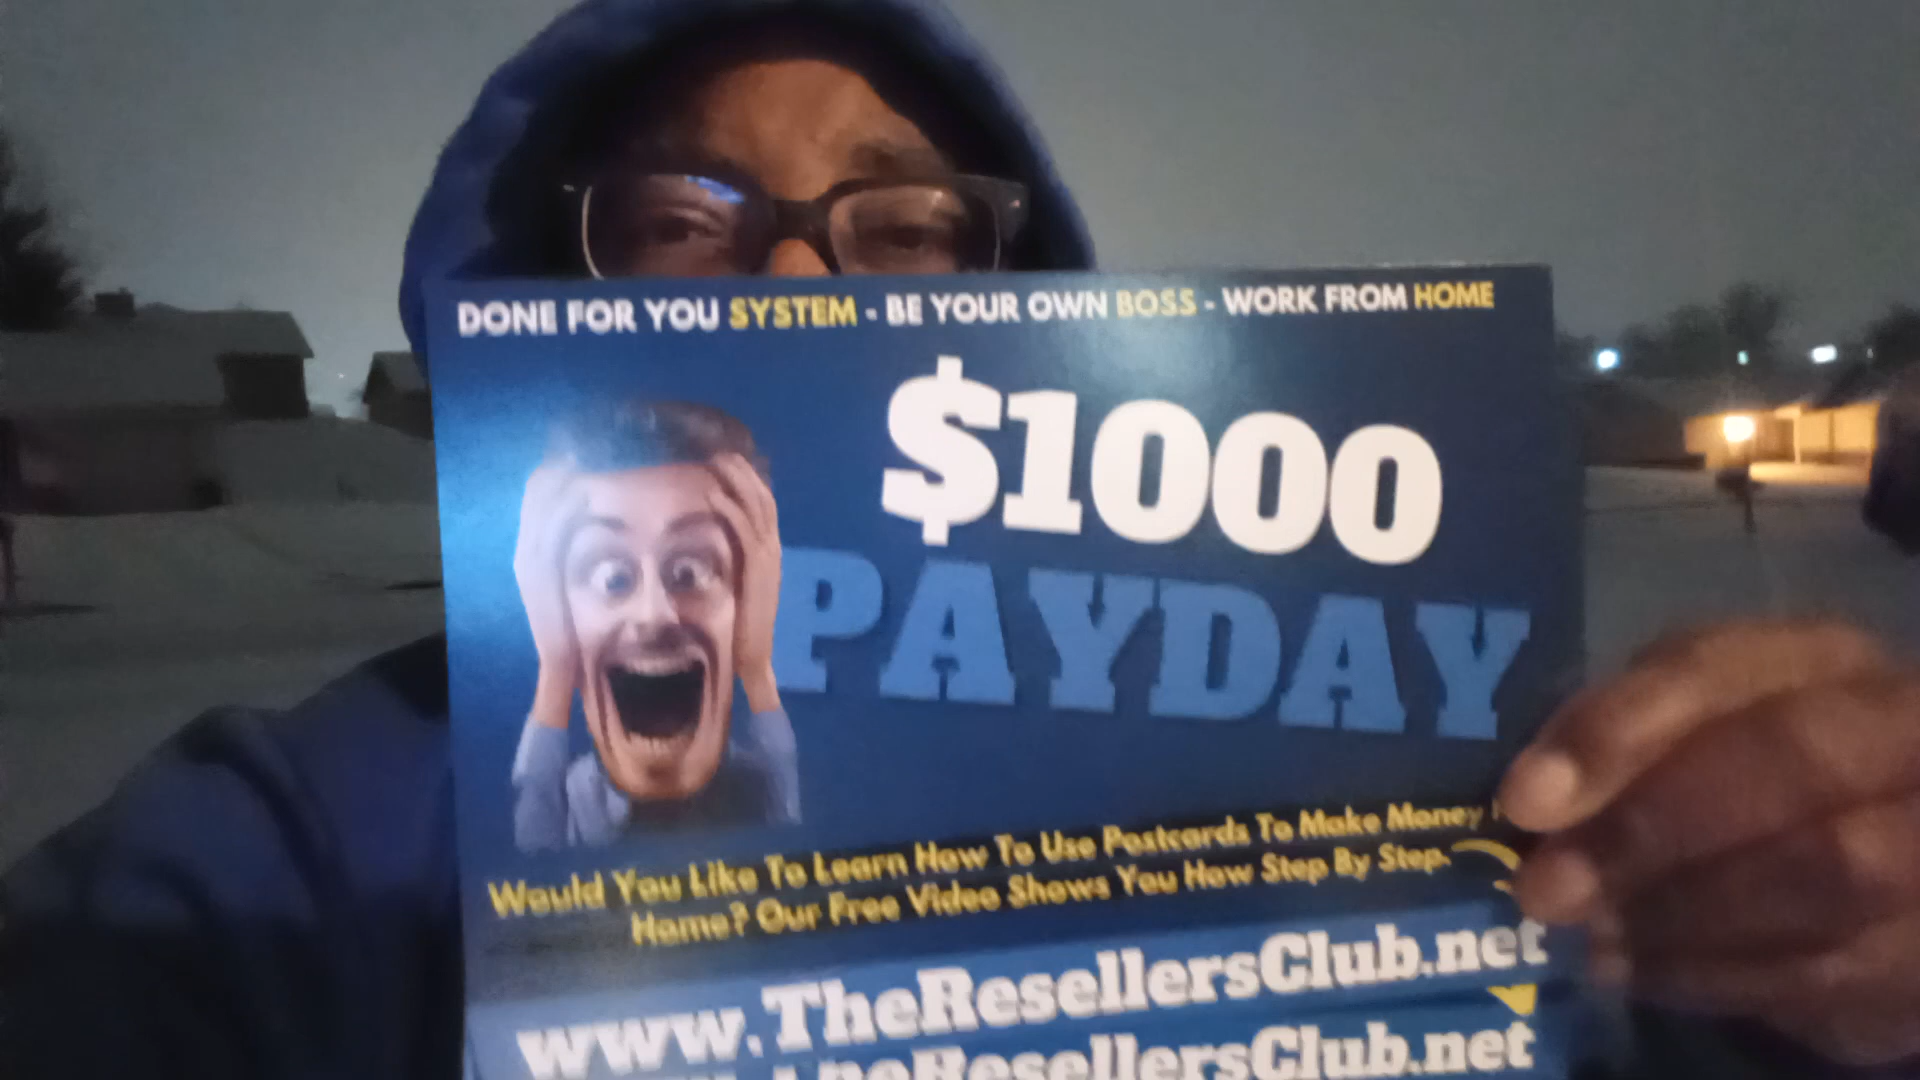 DONE FOR YOU SYSTEM - BE YOUR OWN BOSS - WORK FROM HOME
$1000
PAYDAY
Would You Like To Learn How To Use Postcards To Make Money
Home? Our Free Video Shows You How Step By Step.
www.TheResellersClub.net
TheResellersClub.net